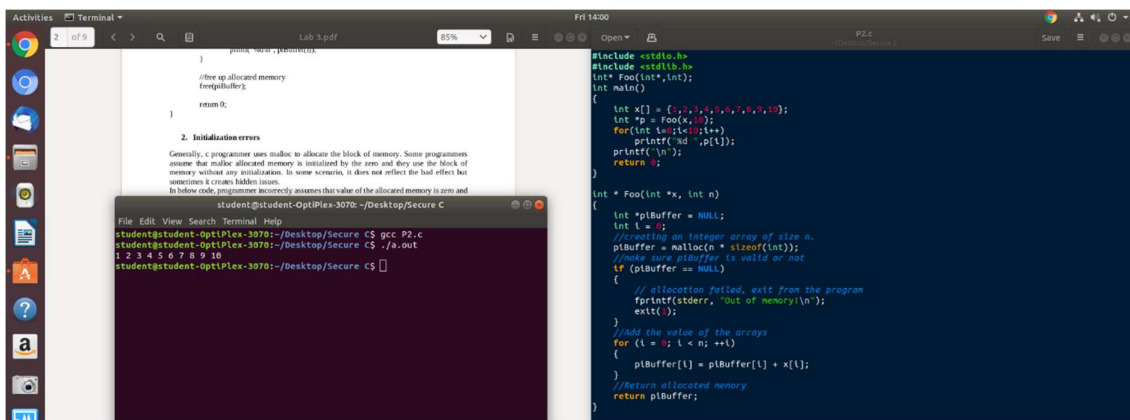 Activities Terminal Fri 14:00
2 of 9 Lab 3.pdf 85%
Open P2.c Save
}
//free up allocated memory
free(piBuffer);
return 0;
}
2. Initialization errors
Generally, c programmer uses malloc to allocate the block of memory. Some programmers
assume that malloc allocated memory is initialized by the zero and they use the block of
memory without any initialization. In some scenario, it does not reflect the bad effect but
sometimes it creates hidden issues.
In below code, programmer incorrectly assumes that value of the allocated memory is zero and
student@student-OptiPlex-3070: ~/Desktop/Secure C
File Edit View Search Terminal Help
student@student-OptiPlex-3070:~/Desktop/Secure C$ gcc P2.c
student@student-OptiPlex-3070:~/Desktop/Secure C$ ./a.out
1 2 3 4 5 6 7 8 9 10
student@student-OptiPlex-3070:~/Desktop/Secure C$
#include <stdio.h>
#include <stdlib.h>
int* Foo(int*,int);
int main()
{
int x[] = {1,2,3,4,5,6,7,8,9,10};
int *p = Foo(x,10);
for(int i=0;i<10;i++)
printf("%d ",p[i]);
printf("\n");
return 0;
}
int * Foo(int *x, int n)
{
int *piBuffer = NULL;
int i = 0;
//creating an integer array of size n.
piBuffer = malloc(n * sizeof(int));
//make sure piBuffer is valid or not
if (piBuffer == NULL)
{
// allocation failed, exit from the program
fprintf(stderr, "Out of memory!\n");
exit(1);
}
//Add the value of the arrays
for (i = 0; i < n; ++i)
{
piBuffer[i] = piBuffer[i] + x[i];
}
//Return allocated memory
return piBuffer;
}